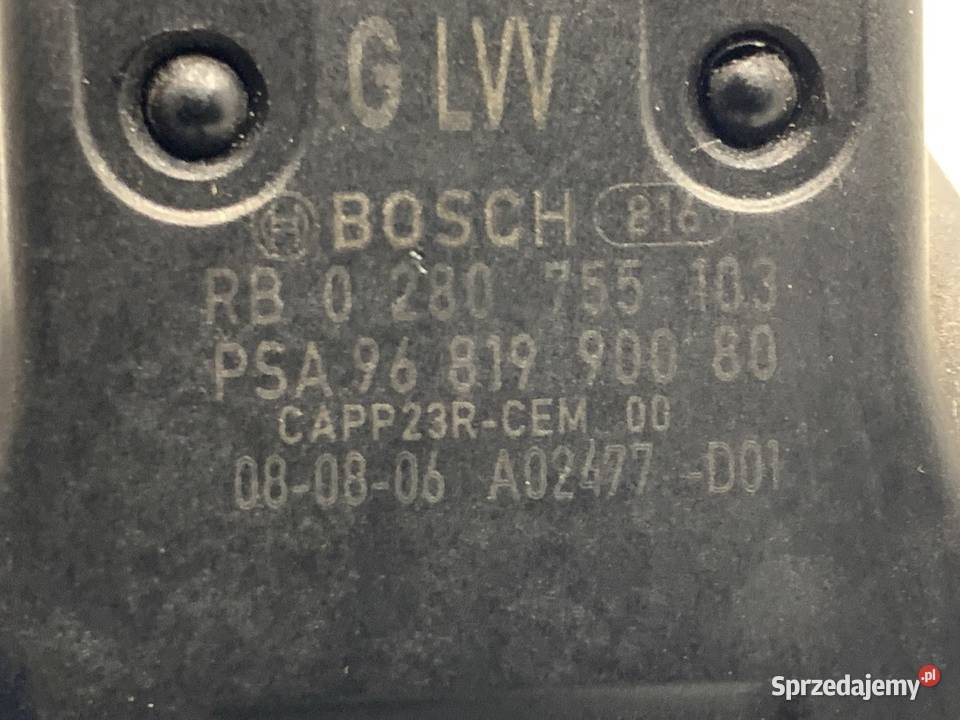 G LW
BOSCH 816
RB 0 280 755 103
PSA 96 819 900 80
CAPP23R-CEM 00
08-08-06 A02477 -D01
Sprzedajemy.pl